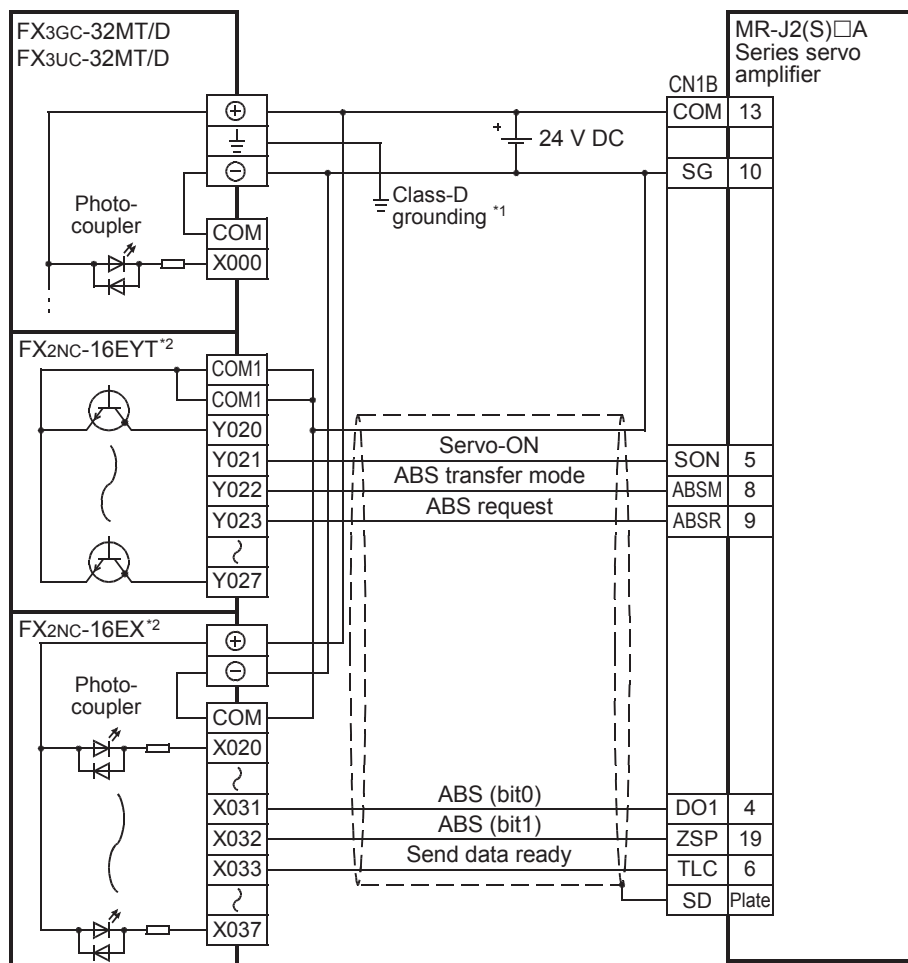 FX3GC-32MT/D
FX3UC-32MT/D
MR-J2(S)□A
Series servo
amplifier
CN1B
⊕
COM 13
+
24 V DC
⊖
SG 10
Class-D
grounding *1
Photo-
coupler
COM
X000
FX2NC-16EYT*2
COM1
COM1
Y020
Y021
Servo-ON
SON 5
Y022
ABS transfer mode
ABSM 8
Y023
ABS request
ABSR 9
Y027
FX2NC-16EX*2
⊕
⊖
Photo-
coupler
COM
X020
X031
ABS (bit0)
DO1 4
X032
ABS (bit1)
ZSP 19
X033
Send data ready
TLC 6
SD Plate
X037